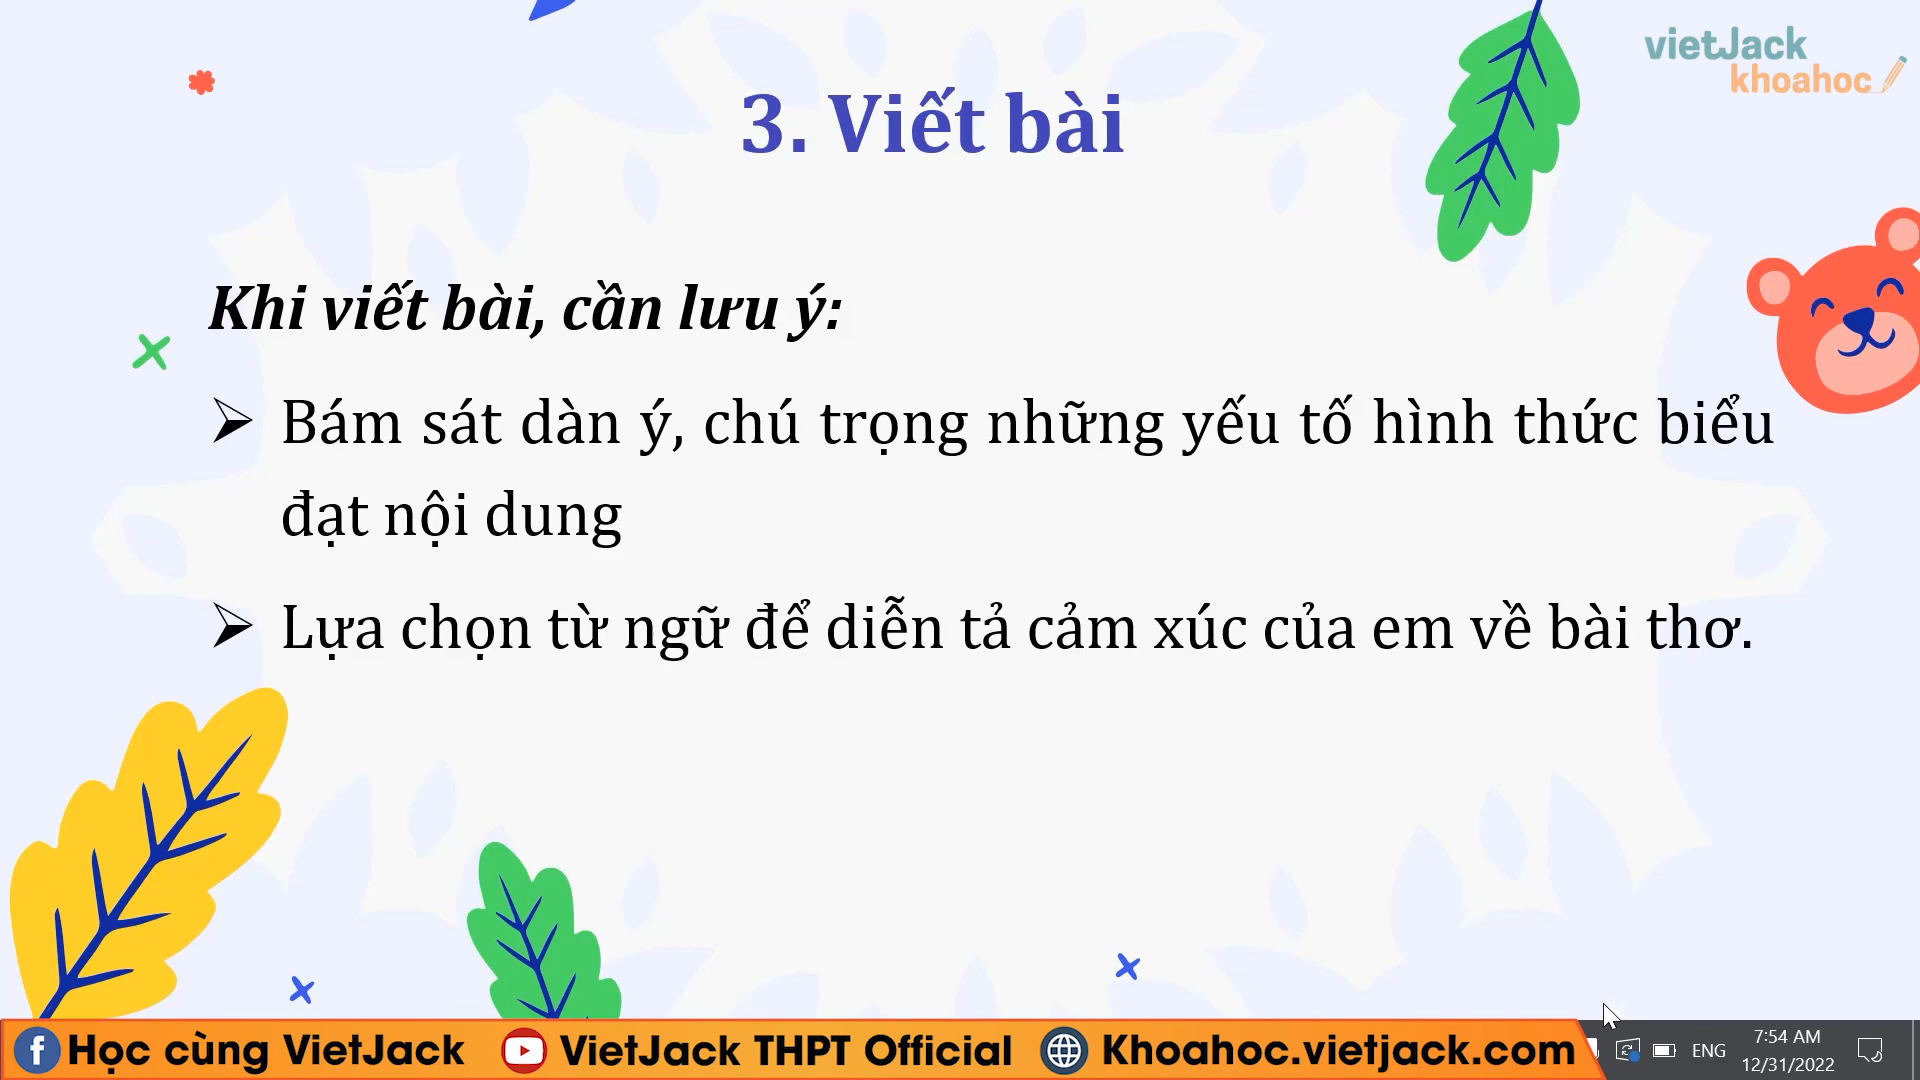 vietJack
khoahoc
3. Viết bài
Khi viết bài, cần lưu ý:
Bám sát dàn ý, chú trọng những yếu tố hình thức biểu
đạt nội dung
Lựa chọn từ ngữ để diễn tả cảm xúc của em về bài thơ.
Học cùng VietJack VietJack THPT Official Khoahoc.vietjack.com
ENG
7:54 AM
12/31/2022